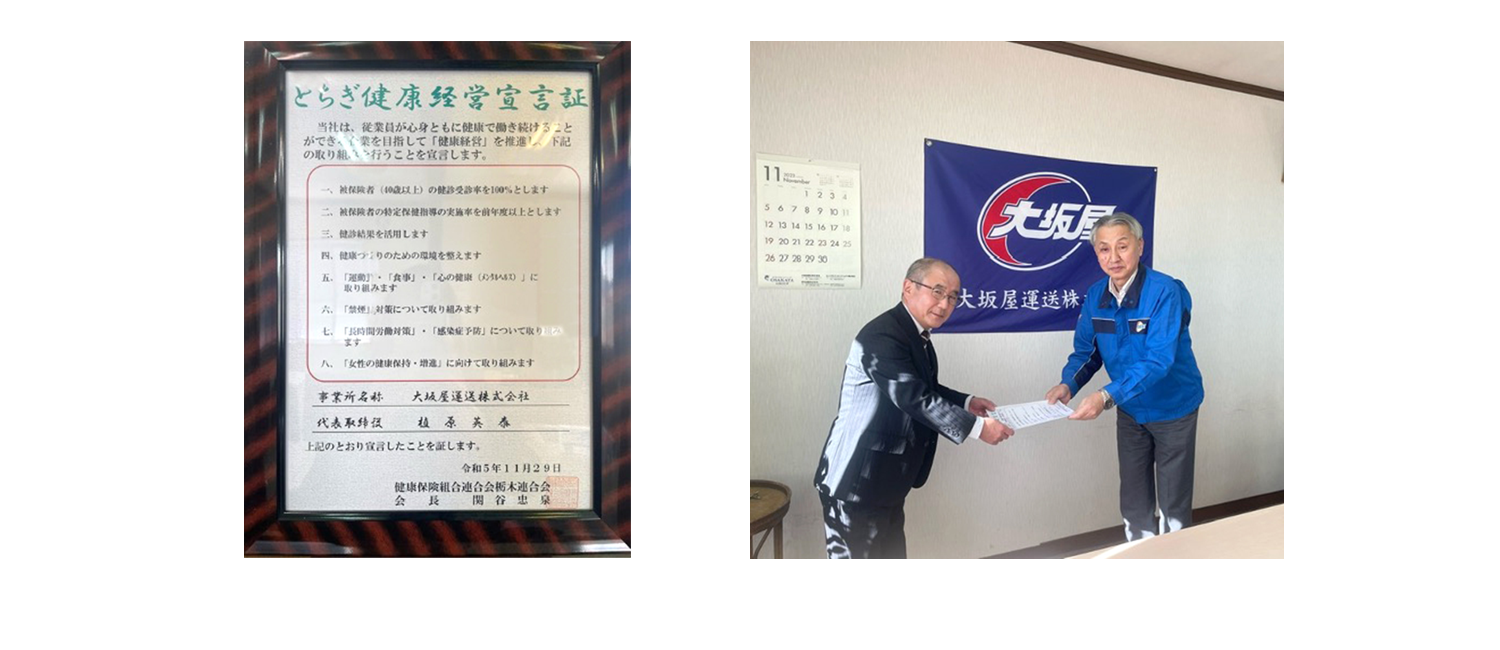 とちぎ健康経営宣言証
当社は、従業員が心身ともに健康で働き続けること
ができる企業を目指して「健康経営」を推進し、下記
の取り組みを行うことを宣言します。
一、被保険者（40歳以上）の健診受診率を100%とします
二、被保険者の特定保健指導の実施率を前年度以上とします
三、健診結果を活用します
四、健康づくりのための環境を整えます
五、「運動」・「食事」・「心の健康（ﾒﾝﾀﾙﾍﾙｽ）」に
取り組みます
六、「禁煙」対策について取り組みます
七、「長時間労働対策」・「感染症予防」について取り組み
ます
八、「女性の健康保持・増進」に向けて取り組みます
事業所名称 大坂屋運送株式会社
代表取締役 植原英泰
上記のとおり宣言したことを証します。
令和5年11月29日
健康保険組合連合会栃木連合会
会長 関谷忠泉
11 2023 November
1 2 3 4
5 6 7 8 9 10 11
12 13 14 15 16 17 18
19 20 21 22 23 24 25
26 27 28 29 30
大坂屋
大坂屋運送株